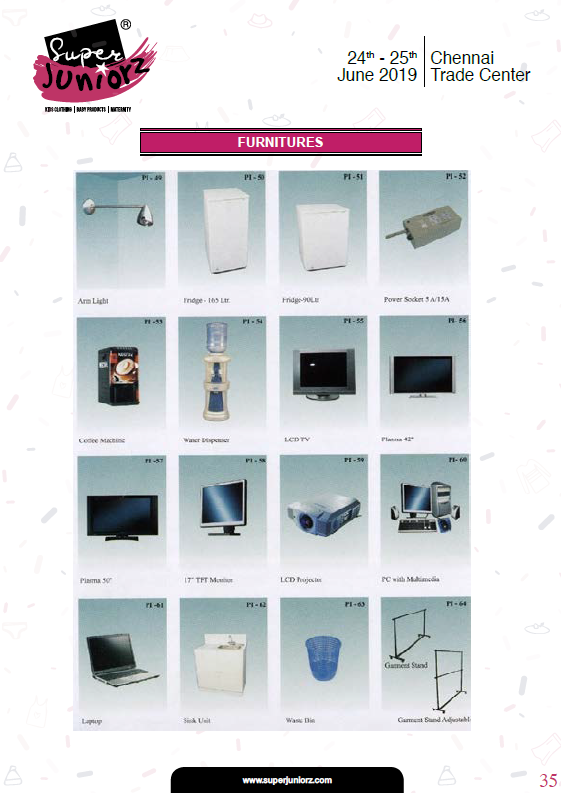 Super
JUNIORZ®
KIDS CLOTHING | BABY PRODUCTS | MATERNITY
24th - 25th
June 2019
Chennai
Trade Center
FURNITURES
PI - 49
PI - 50
PI - 51
PI - 52
Arm Light
Fridge - 165 Ltr.
Fridge-90Ltr
Power Socket 5 A/15A
PI -53
PI - 54
PI - 55
PI- 56
NESCAFE
Coffee Machine
Water Dispenser
LCD TV
Plasma 42"
PI -57
PI - 58
PI - 59
PI- 60
Plasma 50"
17" TFT Monitor
LCD Projector
PC with Multimedia
PI -61
PI - 62
PI - 63
PI - 64
Garment Stand
Laptop
Sink Unit
Waste Bin
Garment Stand Adjustabl
www.superjuniorz.com
35